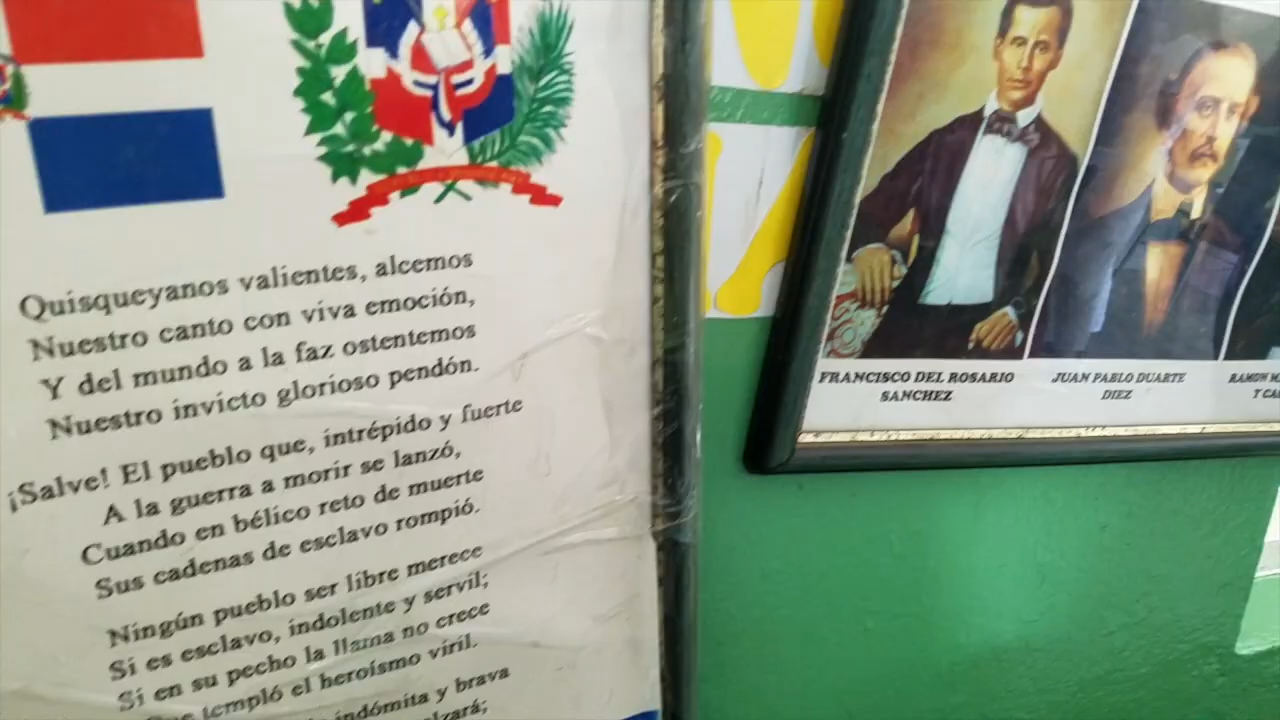 Quisqueyanos valientes, alcemos
Nuestro canto con viva emoción,
Y del mundo a la faz ostentemos
Nuestro invicto glorioso pendón.
¡Salve! El pueblo que, intrépido y fuerte
A la guerra a morir se lanzó,
Cuando en bélico reto de muerte
Sus cadenas de esclavo rompió.
Ningún pueblo ser libre merece
Si es esclavo, indolente y servil;
Si en su pecho la llama no crece
templó el heroísmo viril.
indómita y brava
FRANCISCO DEL ROSARIO
SANCHEZ
JUAN PABLO DUARTE
DIEZ
RAMON